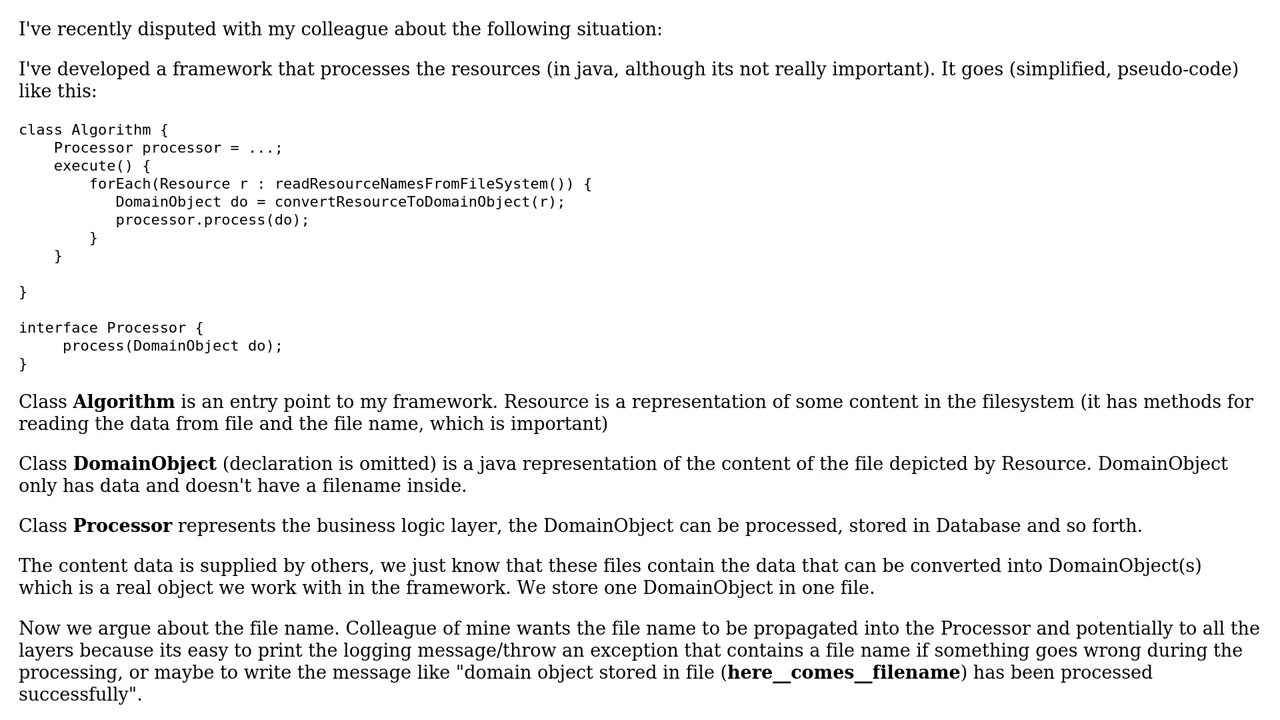 I've recently disputed with my colleague about the following situation:
I've developed a framework that processes the resources (in java, although its not really important). It goes (simplified, pseudo-code)
like this:
class Algorithm {
    Processor processor = ...;
    execute() {
        forEach(Resource r : readResourceNamesFromFileSystem()) {
           DomainObject do = convertResourceToDomainObject(r);
           processor.process(do);
        }
    }
}
interface Processor {
     process(DomainObject do);
}
Class Algorithm is an entry point to my framework. Resource is a representation of some content in the filesystem (it has methods for
reading the data from file and the file name, which is important)
Class DomainObject (declaration is omitted) is a java representation of the content of the file depicted by Resource. DomainObject
only has data and doesn't have a filename inside.
Class Processor represents the business logic layer, the DomainObject can be processed, stored in Database and so forth.
The content data is supplied by others, we just know that these files contain the data that can be converted into DomainObject(s)
which is a real object we work with in the framework. We store one DomainObject in one file.
Now we argue about the file name. Colleague of mine wants the file name to be propagated into the Processor and potentially to all the
layers because its easy to print the logging message/throw an exception that contains a file name if something goes wrong during the
processing, or maybe to write the message like "domain object stored in file (here__comes__filename) has been processed
successfully".